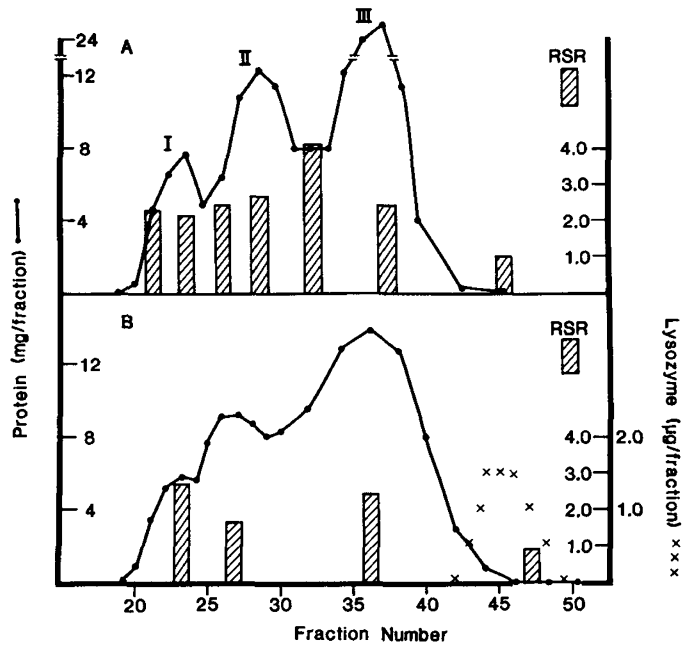 A
I
II
III
24
12
8
4
RSR
4.0
3.0
2.0
1.0
B
12
8
4
RSR
4.0
3.0
2.0
1.0
2.0
1.0
Protein (mg/fraction)
Lysozyme (μg/fraction) x x x
20 25 30 35 40 45 50
Fraction Number